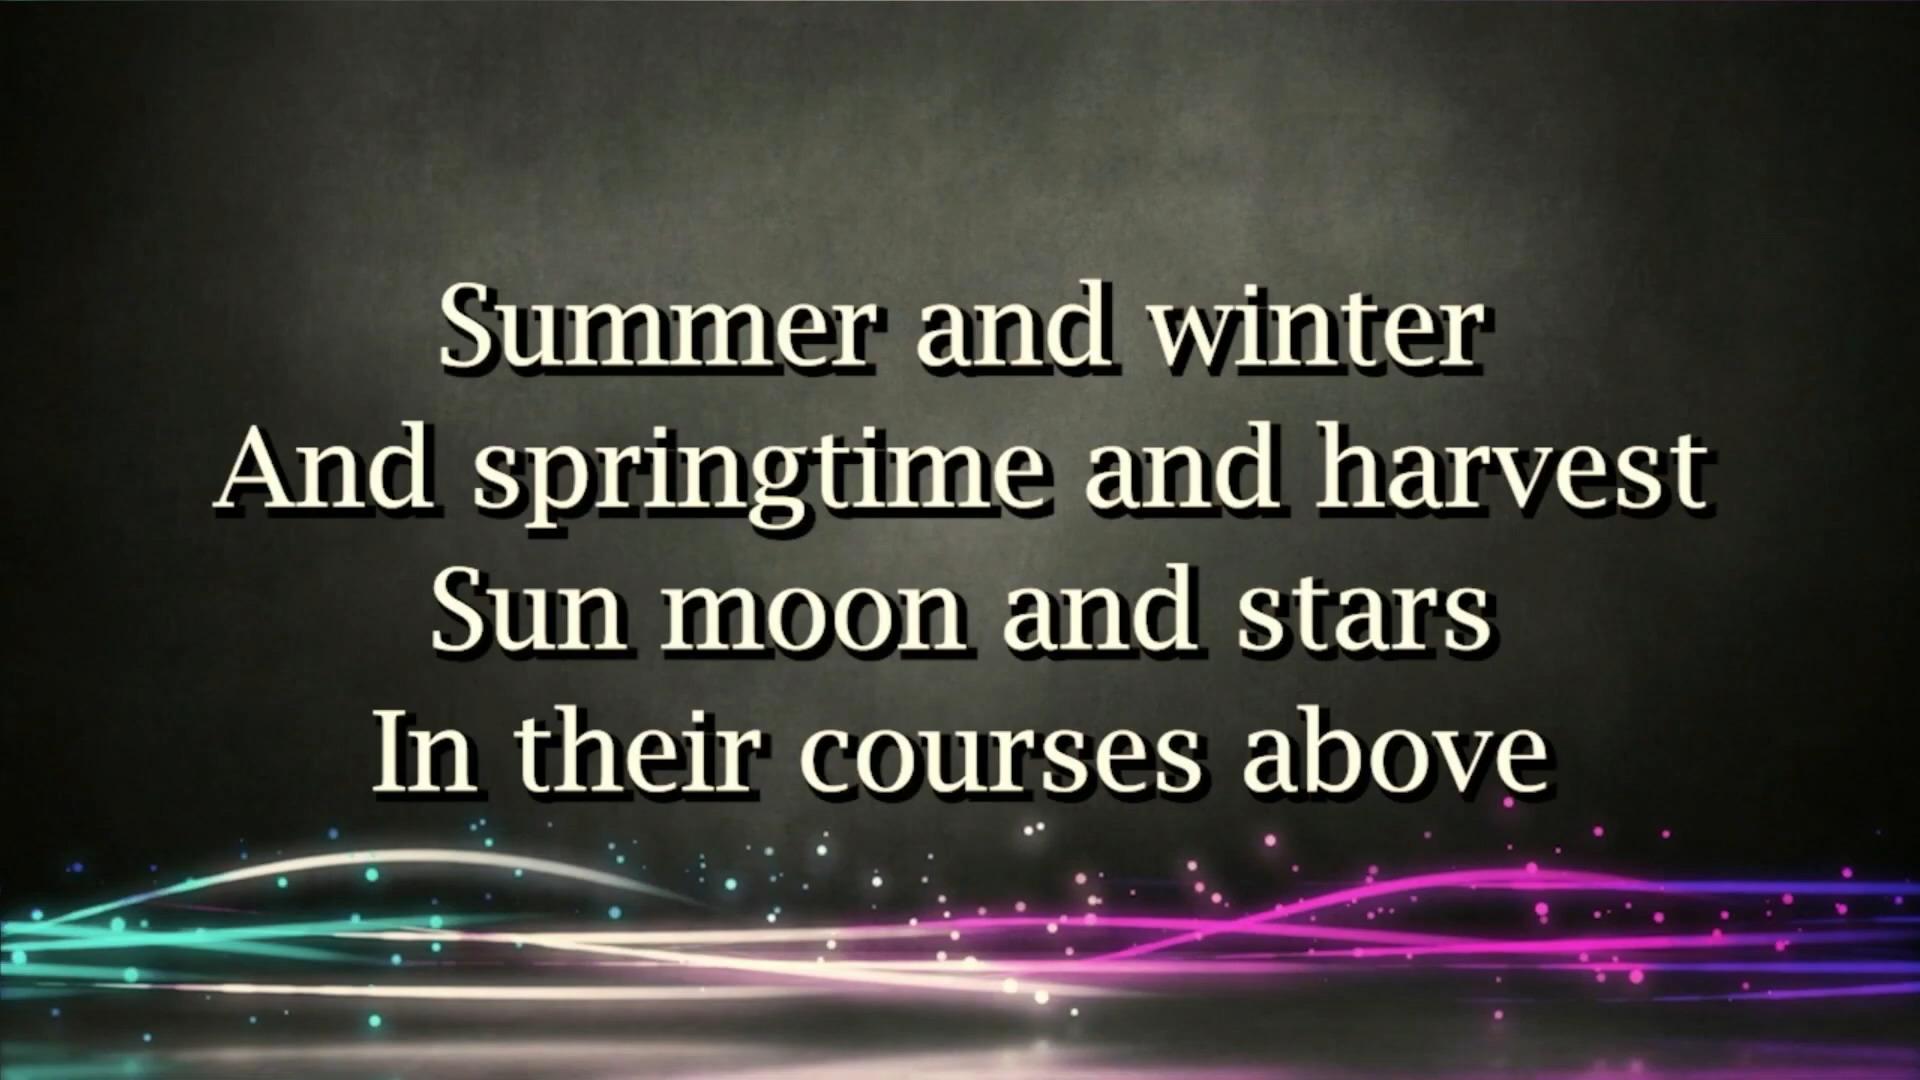 Summer and winter
And springtime and harvest
Sun moon and stars
In their courses above